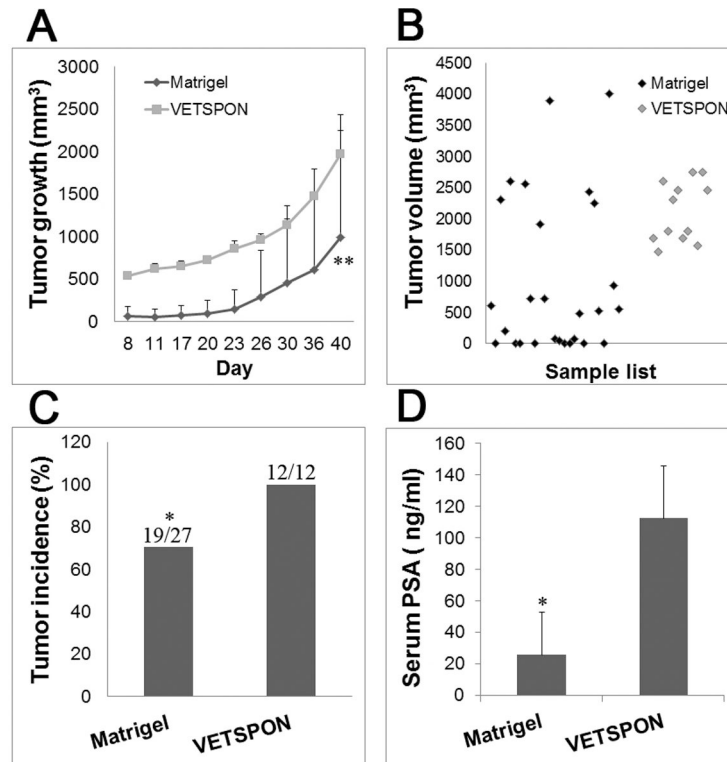 A
Tumor growth (mm³)
3000
2500
2000
1500
1000
500
0
Matrigel
VETSPON
**
8 11 17 20 23 26 30 36 40
Day
B
Tumor volume (mm³)
4500
4000
3500
3000
2500
2000
1500
1000
500
0
Matrigel
VETSPON
Sample list
C
Tumor incidence (%)
120
100
80
60
40
20
0
*
19/27
12/12
Matrigel
VETSPON
D
Serum PSA ( ng/ml)
160
140
120
100
80
60
40
20
0
*
Matrigel
VETSPON